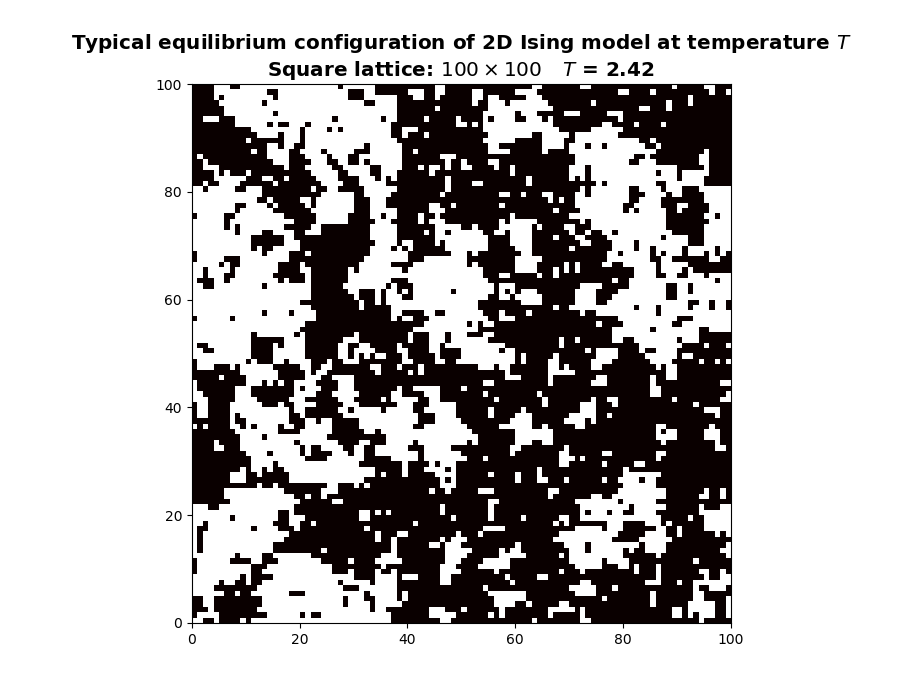 Typical equilibrium configuration of 2D Ising model at temperature T
Square lattice: 100 × 100 T = 2.42
100
80
60
40
20
0
0 20 40 60 80 100